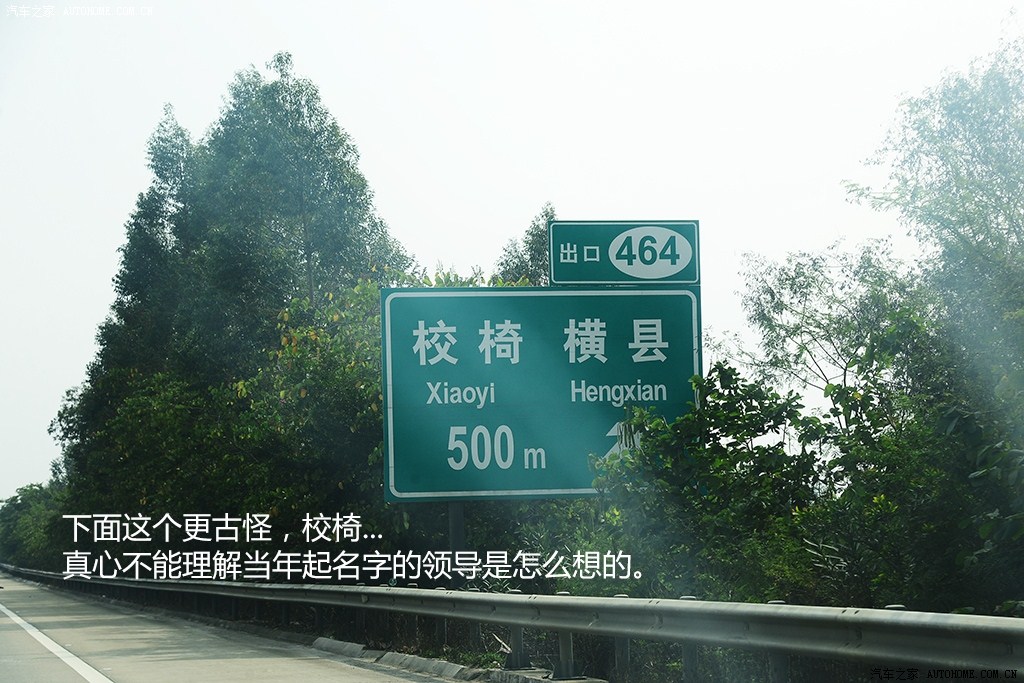 汽车之家 AUTOHOME.COM.CN
出口 464
校椅 横县
Xiaoyi Hengxian
500 m
下面这个更古怪，校椅...
真心不能理解当年起名字的领导是怎么想的。
汽车之家 AUTOHOME.COM.CN